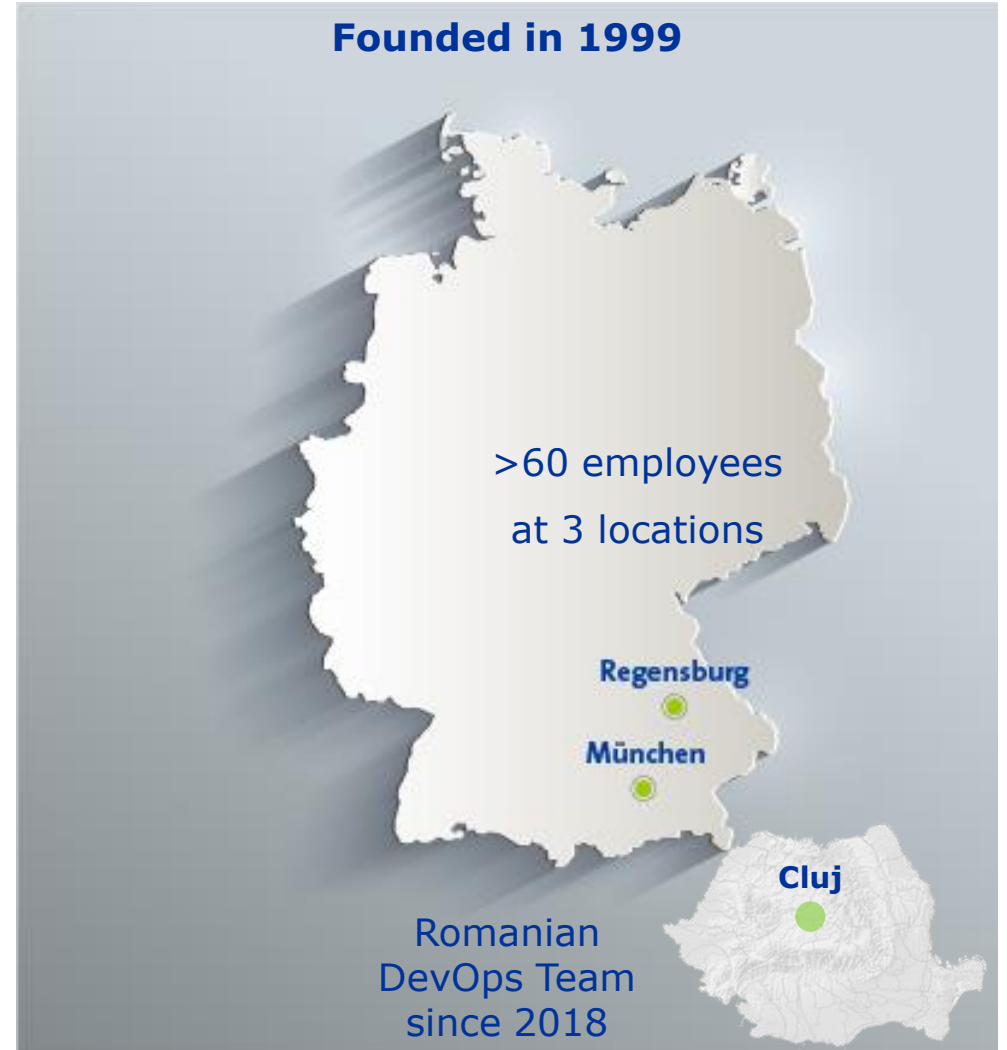 Founded in 1999
>60 employees
at 3 locations
Regensburg
München
Cluj
Romanian
DevOps Team
since 2018